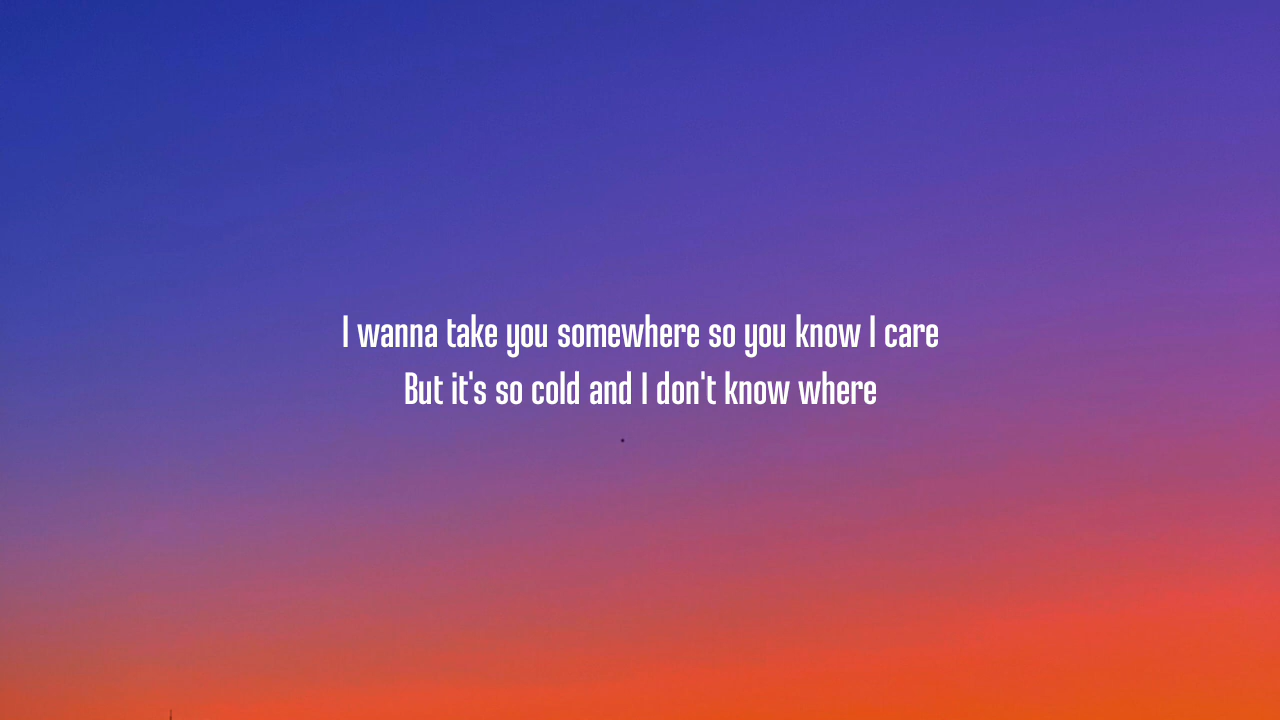 I wanna take you somewhere so you know I care
But it's so cold and I don't know where